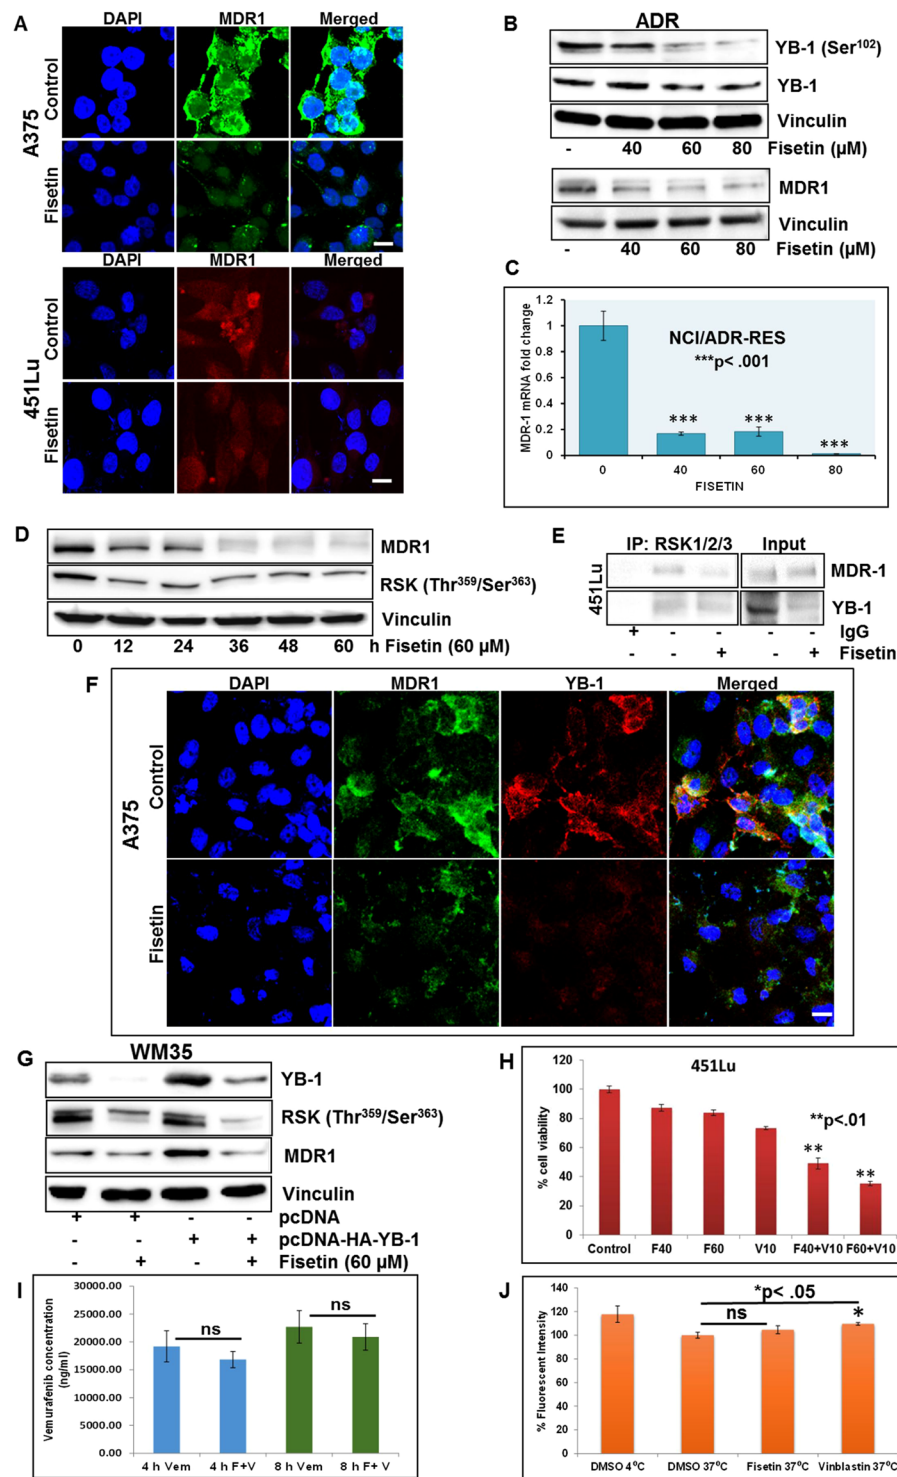 A
DAPI MDR1 Merged
A375
Control
Fisetin
DAPI MDR1 Merged
451Lu
Control
Fisetin
B
ADR
YB-1 (Ser102)
YB-1
Vinculin
- 40 60 80
Fisetin (µM)
MDR1
Vinculin
- 40 60 80
Fisetin (µM)
C
MDR-1 mRNA fold change
1.2
1
0.8
0.6
0.4
0.2
0
NCI/ADR-RES
***p< .001
*** *** ***
0 40 60 80
FISETIN
D
MDR1
RSK (Thr359/Ser363)
Vinculin
0 12 24 36 48 60 h Fisetin (60 µM)
E
IP: RSK1/2/3 Input
451Lu
MDR-1
YB-1
+ - - - - IgG
- - + - + Fisetin
F
DAPI MDR1 YB-1 Merged
A375
Control
Fisetin
G
WM35
YB-1
RSK (Thr359/Ser363)
MDR1
Vinculin
+ + - - pcDNA
- - + + pcDNA-HA-YB-1
- + - + Fisetin (60 µM)
H
451Lu
% cell viability
120
100
80
60
40
20
0
**p<.01
** **
Control F40 F60 V10 F40+V10 F60+V10
I
Vemurafenib concentration
(ng/ml)
30000.00
25000.00
20000.00
15000.00
10000.00
5000.00
0.00
ns ns
4 h Vem 4 h F+V 8 h Vem 8 h F+ V
J
% Fluorescent Intensity
140
120
100
80
60
40
20
0
*p< .05
ns *
DMSO 4⁰C DMSO 37⁰C Fisetin 37⁰C Vinblastin 37⁰C